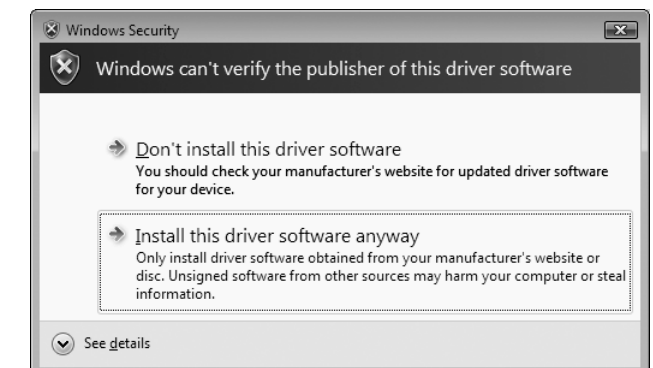 Windows Security
Windows can't verify the publisher of this driver software
Don't install this driver software
You should check your manufacturer's website for updated driver software
for your device.
Install this driver software anyway
Only install driver software obtained from your manufacturer's website or
disc. Unsigned software from other sources may harm your computer or steal
information.
See details